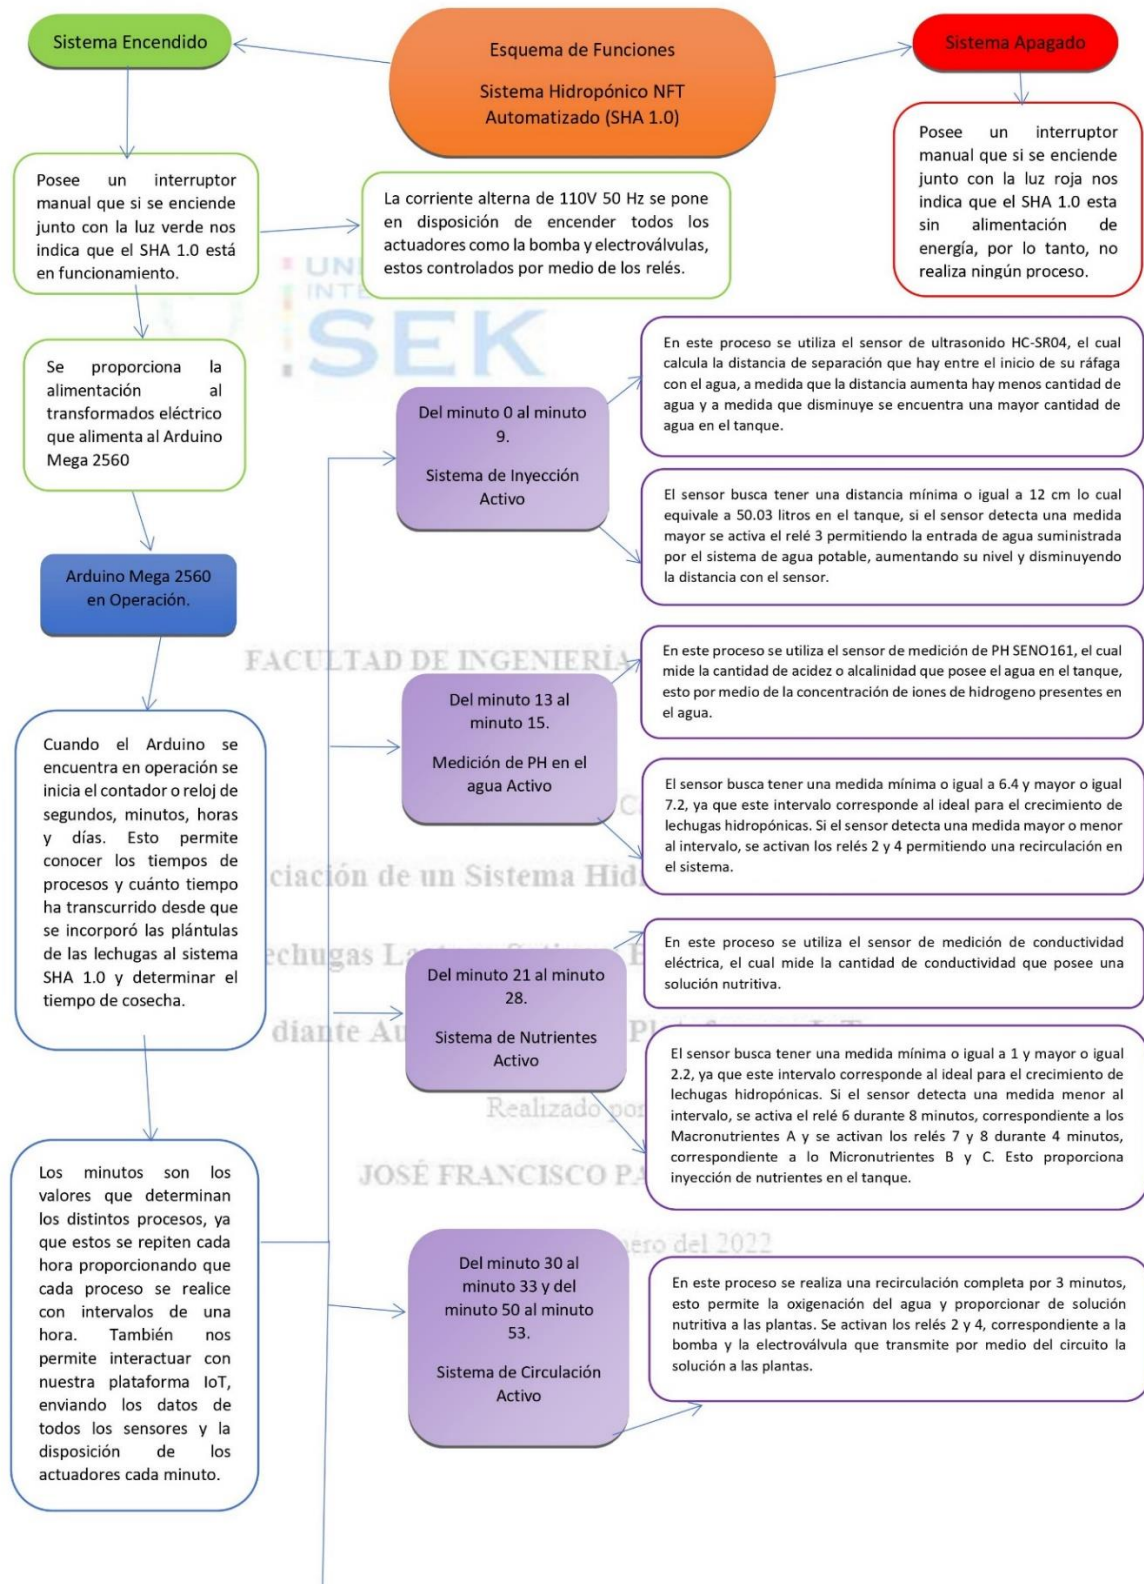 Sistema Encendido
Esquema de Funciones
Sistema Hidropónico NFT
Automatizado (SHA 1.0)
Sistema Apagado
Posee un interruptor
manual que si se enciende
junto con la luz verde nos
indica que el SHA 1.0 está
en funcionamiento.
La corriente alterna de 110V 50 Hz se pone
en disposición de encender todos los
actuadores como la bomba y electroválvulas,
estos controlados por medio de los relés.
Posee un interruptor
manual que si se enciende
junto con la luz roja nos
indica que el SHA 1.0 esta
sin alimentación de
energía, por lo tanto, no
realiza ningún proceso.
SEK
Se proporciona la
alimentación al
transformados eléctrico
que alimenta al Arduino
Mega 2560
Arduino Mega 2560
en Operación.
Cuando el Arduino se
encuentra en operación se
inicia el contador o reloj de
segundos, minutos, horas
y días. Esto permite
conocer los tiempos de
procesos y cuánto tiempo
ha transcurrido desde que
se incorporó las plántulas
de las lechugas al sistema
SHA 1.0 y determinar el
tiempo de cosecha.
Los minutos son los
valores que determinan
los distintos procesos, ya
que estos se repiten cada
hora proporcionando que
cada proceso se realice
con intervalos de una
hora. También nos
permite interactuar con
nuestra plataforma IoT,
enviando los datos de
todos los sensores y la
disposición de los
actuadores cada minuto.
Del minuto 0 al minuto
9.
Sistema de Inyección
Activo
En este proceso se utiliza el sensor de ultrasonido HC-SR04, el cual
calcula la distancia de separación que hay entre el inicio de su ráfaga
con el agua, a medida que la distancia aumenta hay menos cantidad de
agua y a medida que disminuye se encuentra una mayor cantidad de
agua en el tanque.
El sensor busca tener una distancia mínima o igual a 12 cm lo cual
equivale a 50.03 litros en el tanque, si el sensor detecta una medida
mayor se activa el relé 3 permitiendo la entrada de agua suministrada
por el sistema de agua potable, aumentando su nivel y disminuyendo
la distancia con el sensor.
FACULTAD DE INGENIERÍA
Del minuto 13 al
minuto 15.
Medición de PH en el
agua Activo
En este proceso se utiliza el sensor de medición de PH SENO161, el cual
mide la cantidad de acidez o alcalinidad que posee el agua en el tanque,
esto por medio de la concentración de iones de hidrogeno presentes en
el agua.
El sensor busca tener una medida mínima o igual a 6.4 y mayor o igual
7.2, ya que este intervalo corresponde al ideal para el crecimiento de
lechugas hidropónicas. Si el sensor detecta una medida mayor o menor
al intervalo, se activan los relés 2 y 4 permitiendo una recirculación en
el sistema.
ciación de un Sistema
Del minuto 21 al minuto
28.
Sistema de Nutrientes
Activo
En este proceso se utiliza el sensor de medición de conductividad
eléctrica, el cual mide la cantidad de conductividad que posee una
solución nutritiva.
El sensor busca tener una medida mínima o igual a 1 y mayor o igual
2.2, ya que este intervalo corresponde al ideal para el crecimiento de
lechugas hidropónicas. Si el sensor detecta una medida menor al
intervalo, se activa el relé 6 durante 8 minutos, correspondiente a los
Macronutrientes A y se activan los relés 7 y 8 durante 4 minutos,
correspondiente a lo Micronutrientes B y C. Esto proporciona
inyección de nutrientes en el tanque.
Realizado por
JOSÉ FRANCISCO
del 2022
Del minuto 30 al
minuto 33 y del
minuto 50 al minuto
53.
Sistema de Circulación
Activo
En este proceso se realiza una recirculación completa por 3 minutos,
esto permite la oxigenación del agua y proporcionar de solución
nutritiva a las plantas. Se activan los relés 2 y 4, correspondiente a la
bomba y la electroválvula que transmite por medio del circuito la
solución a las plantas.